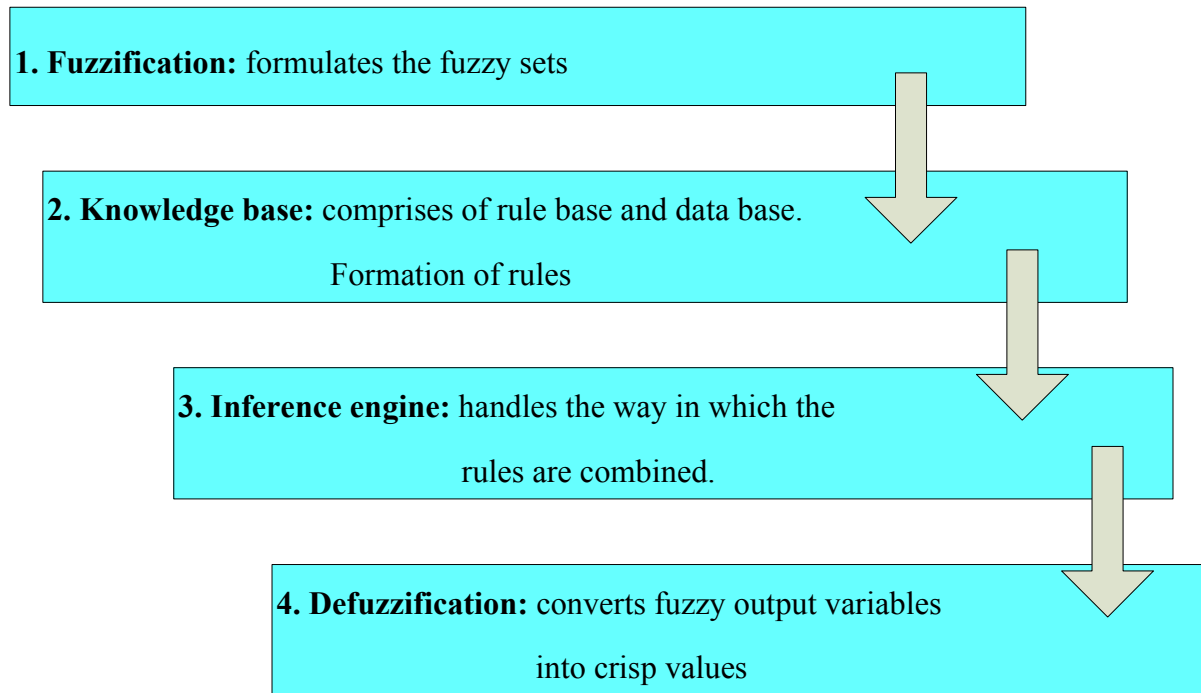 1. Fuzzification: formulates the fuzzy sets
2. Knowledge base: comprises of rule base and data base.
Formation of rules
3. Inference engine: handles the way in which the
rules are combined.
4. Defuzzification: converts fuzzy output variables
into crisp values